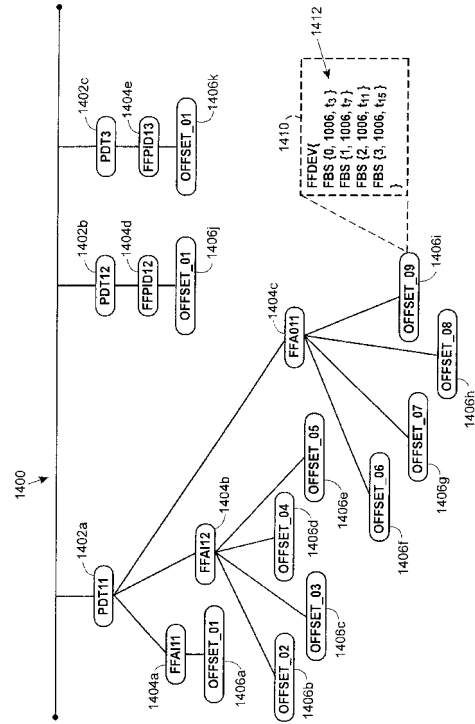 1400
1402a
PDT11
1402b
PDT12
1402c
PDT3
1404a
FFAI11
1404b
FFAI12
1404c
FFAO11
1404d
FFPID12
1404e
FFPID13
OFFSET_01
1406a
OFFSET_02
1406b
OFFSET_03
1406c
OFFSET_04
1406d
OFFSET_05
1406e
OFFSET_06
1406f
OFFSET_07
1406g
OFFSET_08
1406h
OFFSET_09
1406i
OFFSET_01
1406j
OFFSET_01
1406k
1410
1412
FFDEV{
FBS {0, 1006, t3 }
FBS {1, 1006, t7 }
FBS {2, 1006, t11 }
FBS {3, 1006, t15 }
}